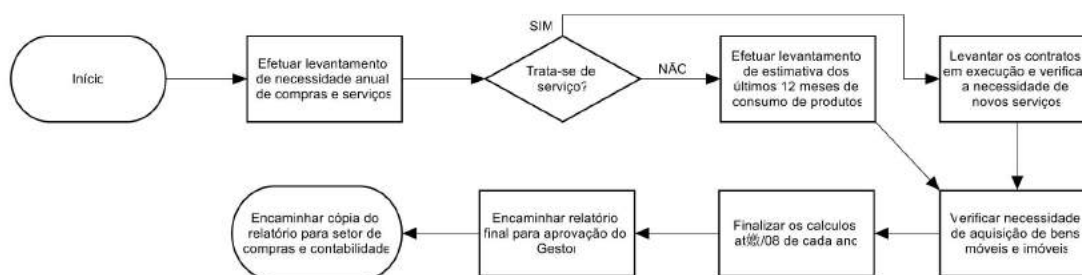 SIM
Início
Efetuar levantamento
de necessidade anual
de compras e serviços
Trata-se de
serviço?
NÃO
Efetuar levantamento
de estimativa dos
últimos 12 meses de
consumo de produtos
Levantar os contratos
em execução e verifica
a necessidade de
novos serviços
Encaminhar cópia do
relatório para setor de
compras e contabilidade
Encaminhar relatório
final para aprovação do
Gestor
Finalizar os calculos
/08 de cada ano
Verificar necessidade
de aquisição de bens
móveis e imóveis